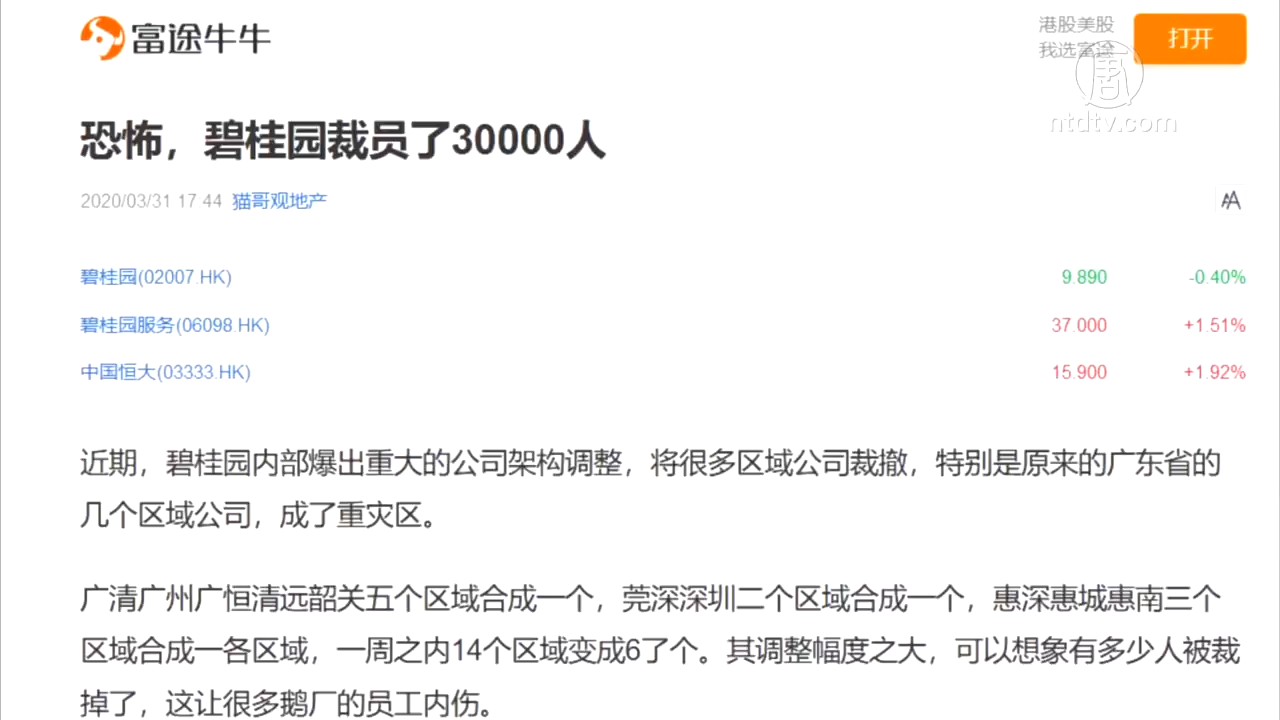 富途牛牛
港股美股
我选富途
打开
唐
ntdtv.com
恐怖，碧桂园裁员了30000人
2020/03/31 17:44 猫哥观地产
碧桂园(02007.HK) 9.890 -0.40%
碧桂园服务(06098.HK) 37.000 +1.51%
中国恒大(03333.HK) 15.900 +1.92%
近期，碧桂园内部爆出重大的公司架构调整，将很多区域公司裁撤，特别是原来的广东省的
几个区域公司，成了重灾区。
广清广州广恒清远韶关五个区域合成一个，莞深深圳二个区域合成一个，惠深惠城惠南三个
区域合成一各区域，一周之内14个区域变成6了个。其调整幅度之大，可以想象有多少人被裁
掉了，这让很多鹅厂的员工内伤。